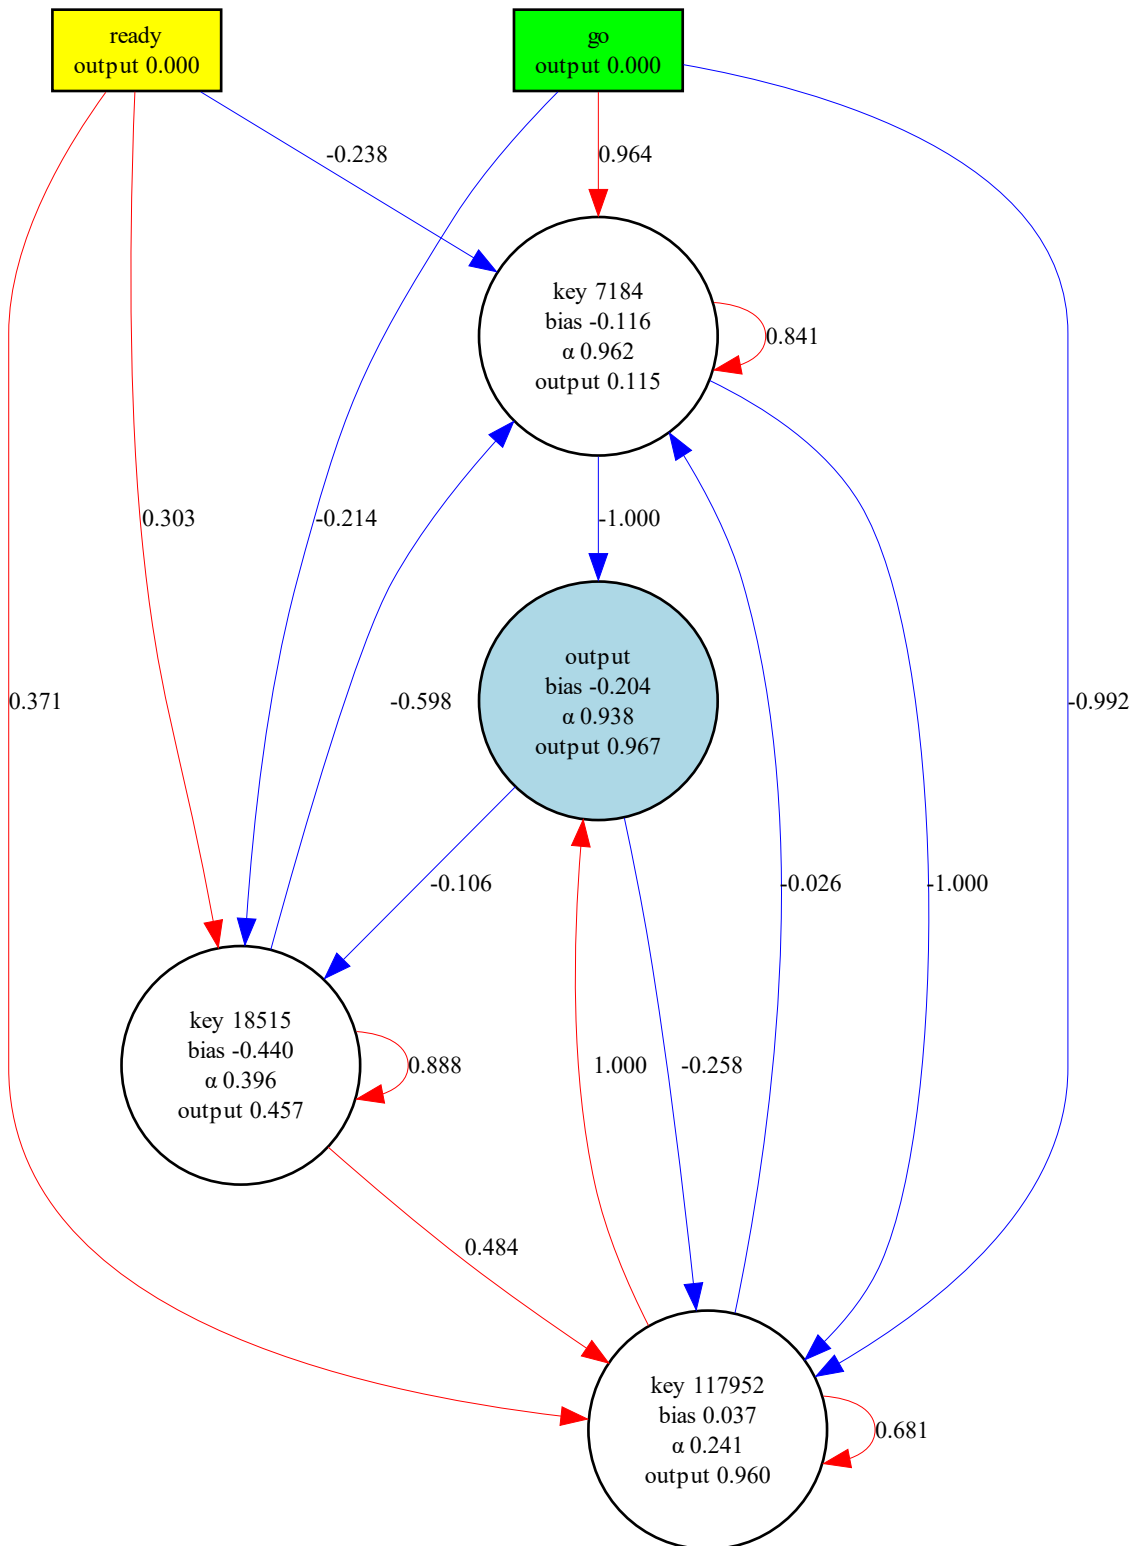 ready
output 0.000
go
output 0.000
-0.238
0.964
key 7184
bias -0.116
α 0.962
output 0.115
0.841
0.303
-0.214
-1.000
output
bias -0.204
α 0.938
output 0.967
0.371
-0.598
-0.992
-0.106
-0.026
-1.000
key 18515
bias -0.440
α 0.396
output 0.457
0.888
1.000
-0.258
0.484
key 117952
bias 0.037
α 0.241
output 0.960
0.681